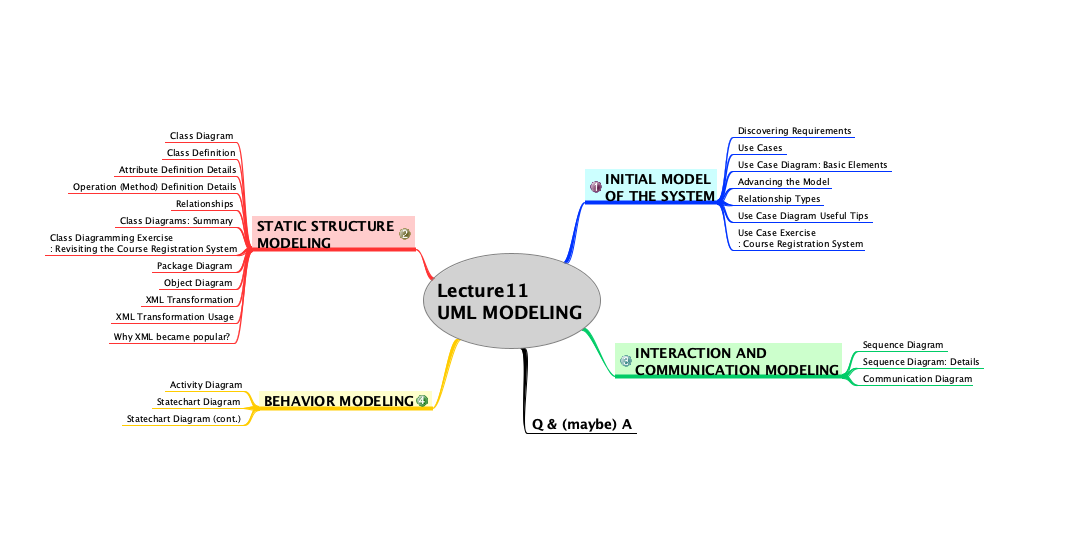 Lecture11
UML MODELING
1
INITIAL MODEL
OF THE SYSTEM
Discovering Requirements
Use Cases
Use Case Diagram: Basic Elements
Advancing the Model
Relationship Types
Use Case Diagram Useful Tips
Use Case Exercise
: Course Registration System
STATIC STRUCTURE
MODELING
2
Class Diagram
Class Definition
Attribute Definition Details
Operation (Method) Definition Details
Relationships
Class Diagrams: Summary
Class Diagramming Exercise
: Revisiting the Course Registration System
Package Diagram
Object Diagram
XML Transformation
XML Transformation Usage
Why XML became popular?
3
INTERACTION AND
COMMUNICATION MODELING
Sequence Diagram
Sequence Diagram: Details
Communication Diagram
BEHAVIOR MODELING 4
Activity Diagram
Statechart Diagram
Statechart Diagram (cont.)
Q & (maybe) A